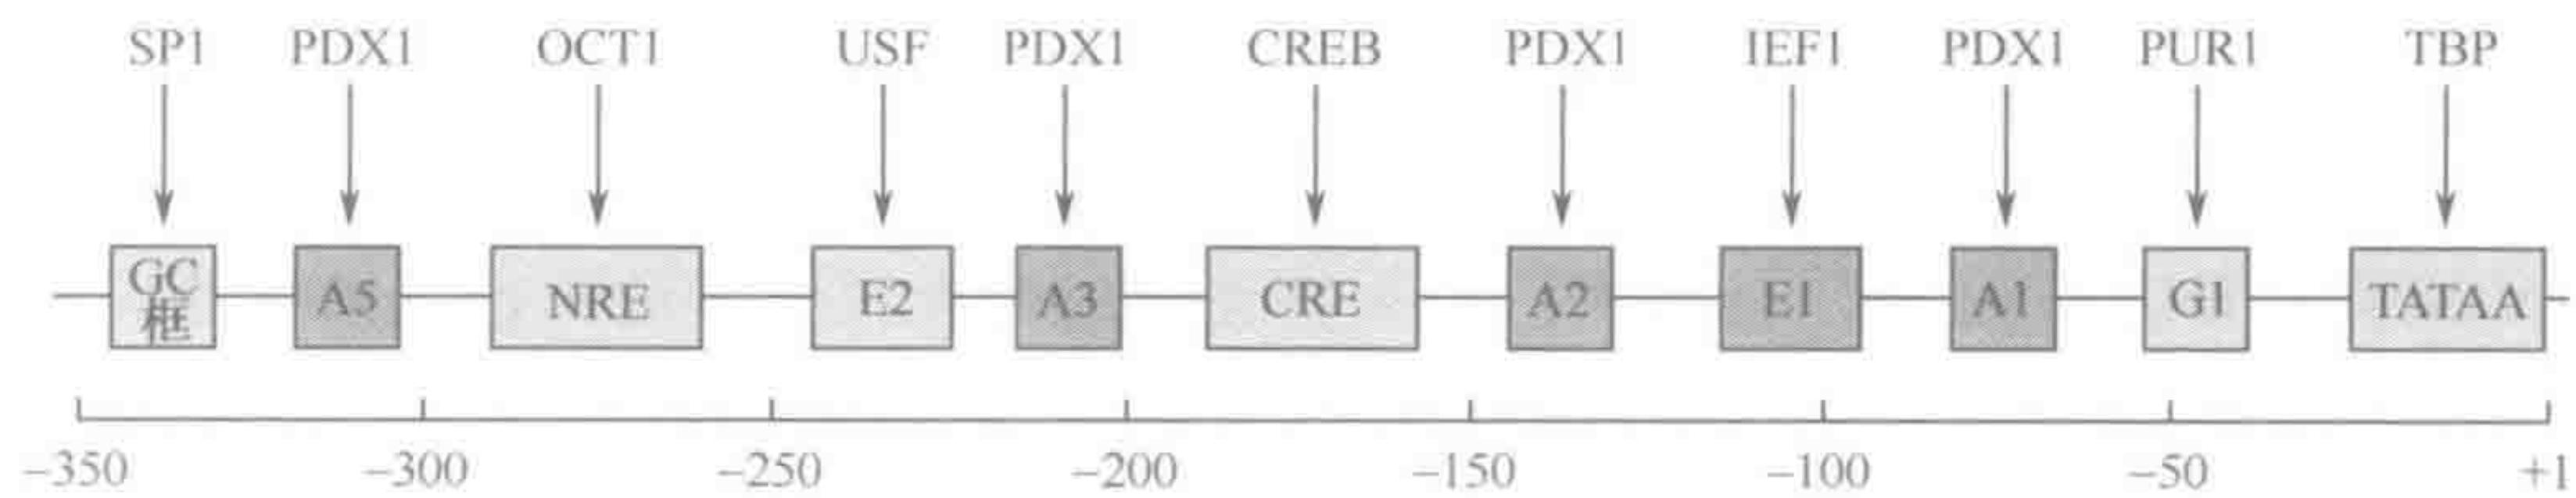 SP1 PDX1 OCT1 USF PDX1 CREB PDX1 IEF1 PDX1 PUR1 TBP
GC框 A5 NRE E2 A3 CRE A2 E1 A1 G1 TATAA
-350 -300 -250 -200 -150 -100 -50 +1